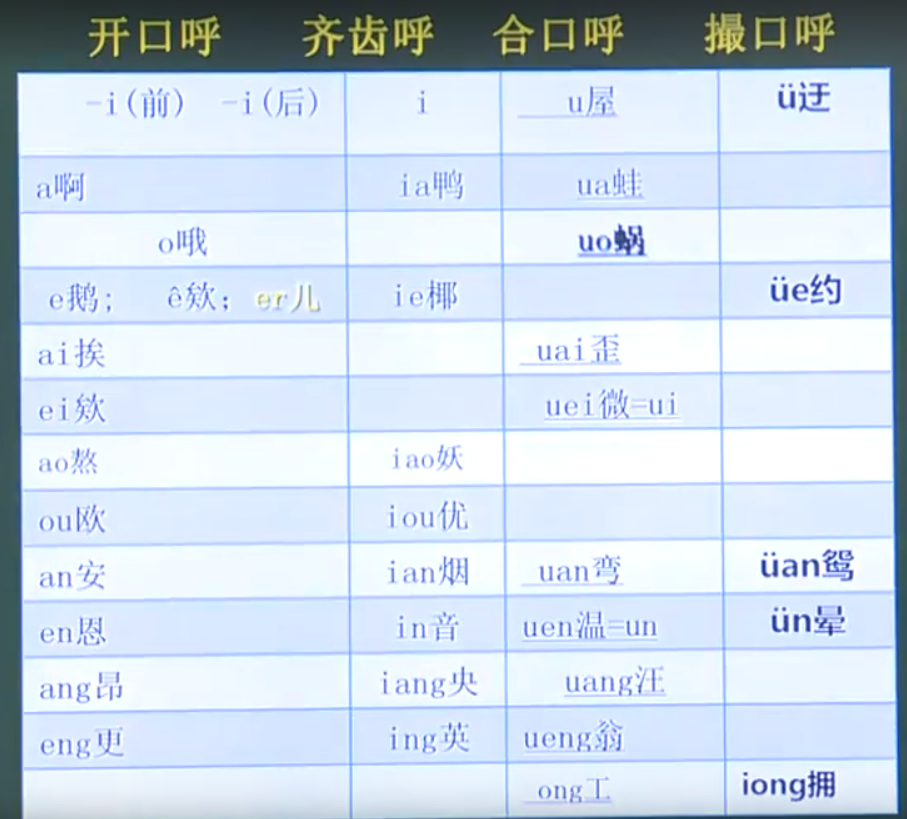 开口呼 齐齿呼 合口呼 撮口呼
-i(前) -i(后) i u屋 ü迂
a啊 ia鸭 ua蛙
o哦 uo蜗
e鹅; ê欸; er儿 ie椰 üe约
ai挨 uai歪
ei欸 uei微=ui
ao熬 iao妖
ou欧 iou优
an安 ian烟 uan弯 üan鸳
en恩 in音 uen温=un ün晕
ang昂 iang央 uang汪
eng更 ing英 ueng翁
ong工 iong拥